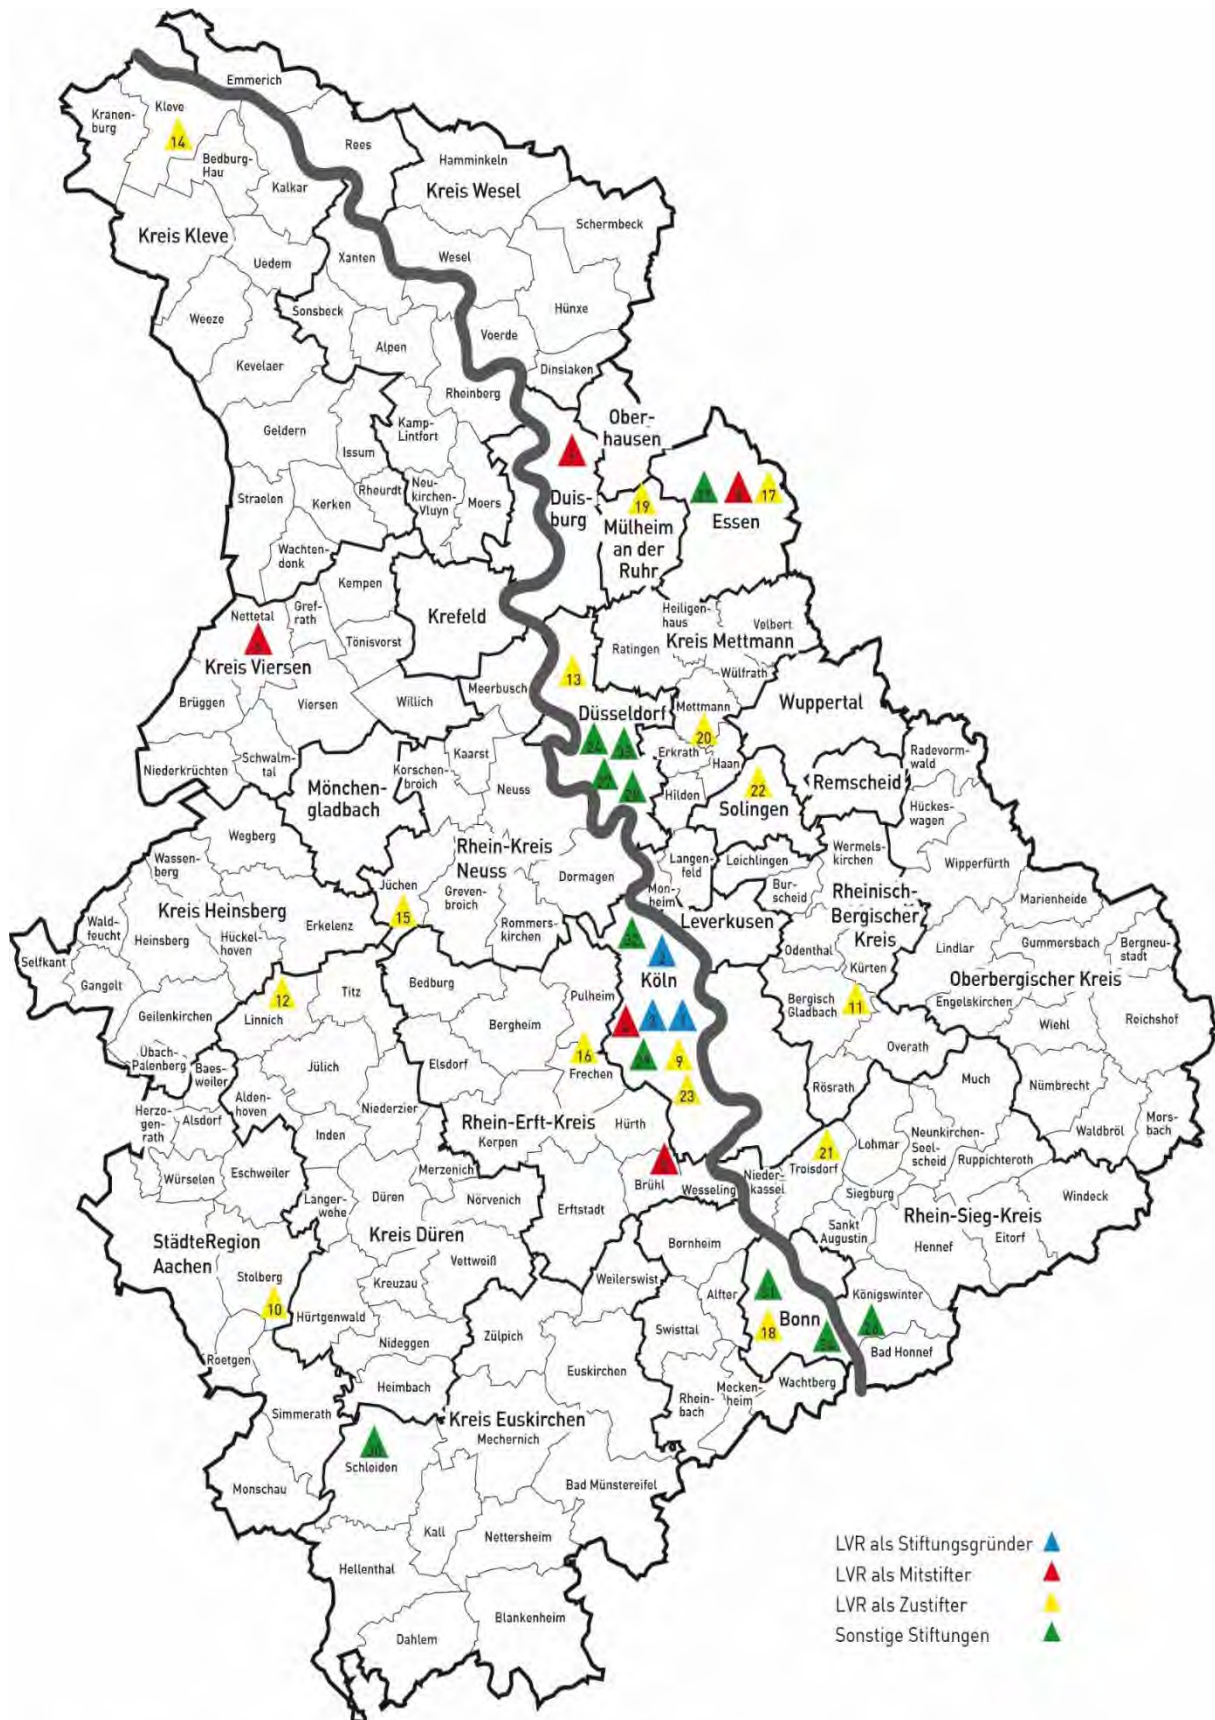 Emmerich
Kleve
Kranen-
burg
14
Rees
Bedburg-
Hau
Kalkar
Hamminkeln
Kreis Wesel
Schermbeck
Kreis Kleve
Uedem
Xanten
Wesel
Weeze
Sonsbeck
Hünxe
Alpen
Voerde
Kevelaer
Dinslaken
Rheinberg
Ober-
hausen
Geldern
Kamp-
Lintfort
Issum
Straelen
Kerken
Rheurdt
Neu-
kirchen-
Vluyn
Moers
Duis-
burg
19
Mülheim
an der
Ruhr
17
Essen
Wachten-
donk
Kempen
Nettetal
Gref-
rath
Krefeld
Tönisvorst
Kreis Viersen
Heiligen-
haus
Velbert
Kreis Mettmann
Ratingen
Wülfrath
13
Meerbusch
Brüggen
Viersen
Willich
Düsseldorf
Mettmann
20
Wuppertal
Niederkrüchten
Schwalm-
tal
Kaarst
Korschen-
broich
Neuss
Mönchen-
gladbach
24
33
Erkrath
Haan
Hilden
22
Solingen
Remscheid
Radevorm-
wald
Hückes-
wagen
Wegberg
Wassen-
berg
Rhein-Kreis
Neuss
Dormagen
Langen-
feld
Mon-
heim
Leichlingen
Wermels-
kirchen
Wipperfürth
Bur-
scheid
Rheinisch-
Bergischer
Kreis
Marienheide
Jüchen
15
Greven-
broich
Rommers-
kirchen
Leverkusen
Kreis Heinsberg
Erkelenz
Wald-
feucht
Heinsberg
Hückel-
hoven
Selfkant
Gangelt
Odenthal
Kürten
Lindlar
Gummersbach
Bergneu-
stadt
Oberbergischer Kreis
Köln
12
Linnich
Titz
Bedburg
Pulheim
Geilenkirchen
Bergheim
Bergisch
Gladbach
11
Engelskirchen
Wiehl
Reichshof
Übach-
Palenberg
Baes-
weiler
Jülich
Elsdorf
16
Frechen
9
23
Overath
Rösrath
Much
Nümbrecht
Herzo-
gen-
rath
Alsdorf
Alden-
hoven
Niederzier
Rhein-Erft-Kreis
Kerpen
Hürth
Inden
Merzenich
Waldbröl
Mors-
bach
Neunkirchen-
Seel-
scheid
Ruppichteroth
Lohmar
21
Troisdorf
Würselen
Eschweiler
Langer-
wehe
Düren
Nörvenich
Brühl
Wesseling
Nieder-
kassel
Siegburg
Windeck
Erftstadt
Rhein-Sieg-Kreis
Sankt
Augustin
Hennef
Eitorf
StädteRegion
Aachen
Kreis Düren
Vettweiß
Bornheim
Stolberg
10
Kreuzau
Weilerswist
Alfter
Königswinter
Hürtgenwald
Zülpich
Swisttal
18
Bonn
Nideggen
Bad Honnef
Roetgen
Heimbach
Euskirchen
Rhein-
bach
Mecken-
heim
Wachtberg
Simmerath
Kreis Euskirchen
Mechernich
Schleiden
Monschau
Bad Münstereifel
Kall
Nettersheim
Hellenthal
Blankenheim
Dahlem
LVR als Stiftungsgründer
LVR als Mitstifter
LVR als Zustifter
Sonstige Stiftungen